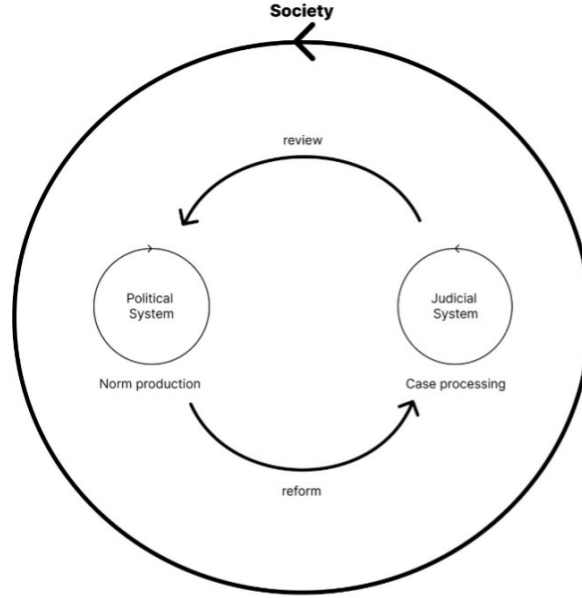 Society
review
Political
System
Judicial
System
Norm production
Case processing
reform